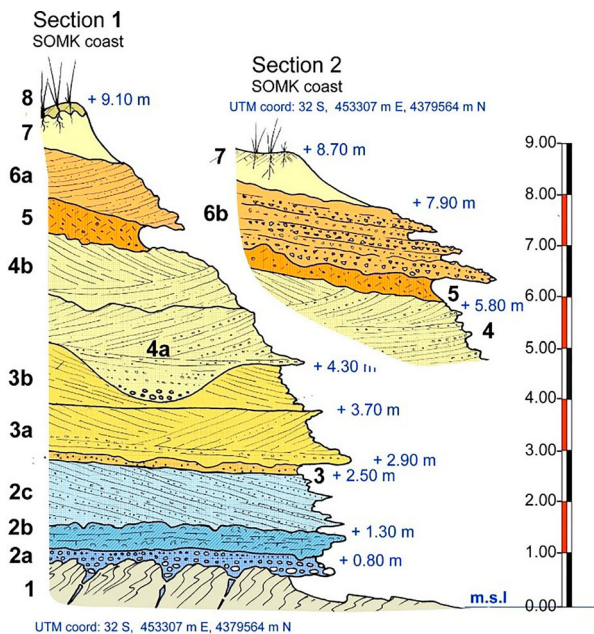 Section 1
SOMK coast
Section 2
SOMK coast
UTM coord: 32 S, 453307 m E, 4379564 m N
8
+ 9.10 m
7
6a
5
4b
4a
3b
+ 4.30 m
+ 3.70 m
3a
+ 2.90 m
3
+ 2.50 m
2c
2b
+ 1.30 m
2a
+ 0.80 m
1
m.s.l
7
+ 8.70 m
+ 7.90 m
6b
5
+ 5.80 m
4
9.00
8.00
7.00
6.00
5.00
4.00
3.00
2.00
1.00
0.00
UTM coord: 32 S, 453307 m E, 4379564 m N